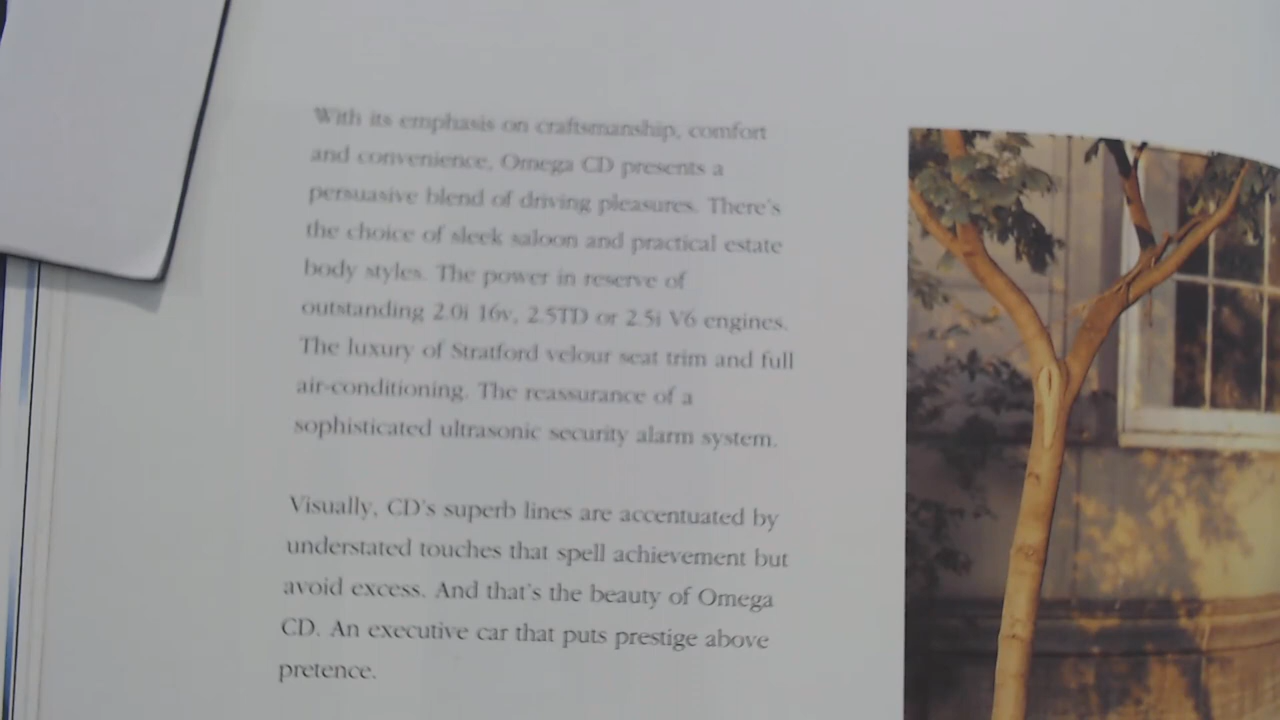 With its emphasis on craftsmanship, comfort
and convenience, Omega CD presents a
persuasive blend of driving pleasures. There's
the choice of sleek saloon and practical estate
body styles. The power in reserve of
outstanding 2.0i 16v, 2.5TD or 2.5i V6 engines.
The luxury of Stratford velour seat trim and full
air-conditioning. The reassurance of a
sophisticated ultrasonic security alarm system.
Visually, CD's superb lines are accentuated by
understated touches that spell achievement but
avoid excess. And that's the beauty of Omega
CD. An executive car that puts prestige above
pretence.